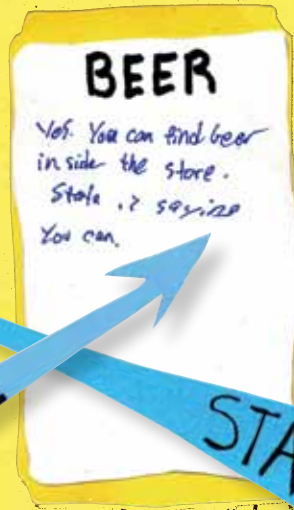 BEER
Yes. You can find beer
inside the store.
You can.
STA